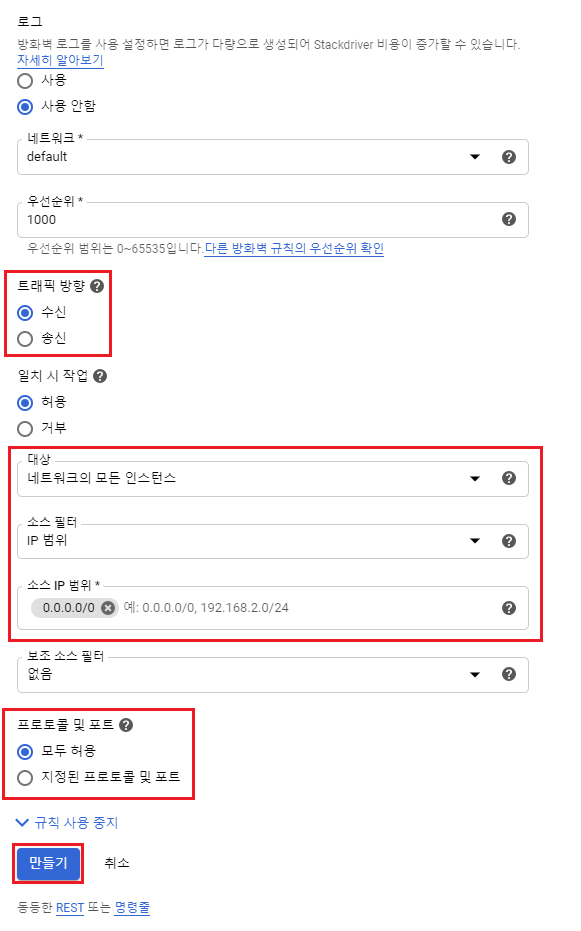 로그
방화벽 로그를 사용 설정하면 로그가 다량으로 생성되어 Stackdriver 비용이 증가할 수 있습니다.
자세히 알아보기
사용
사용 안함
네트워크 *
default
우선순위 *
1000
우선순위 범위는 0~65535입니다.다른 방화벽 규칙의 우선순위 확인
트래픽 방향
수신
송신
일치 시 작업
허용
거부
대상
네트워크의 모든 인스턴스
소스 필터
IP 범위
소스 IP 범위 *
0.0.0.0/0 예: 0.0.0.0/0, 192.168.2.0/24
보조 소스 필터
없음
프로토콜 및 포트
모두 허용
지정된 프로토콜 및 포트
규칙 사용 중지
만들기 취소
동등한 REST 또는 명령줄